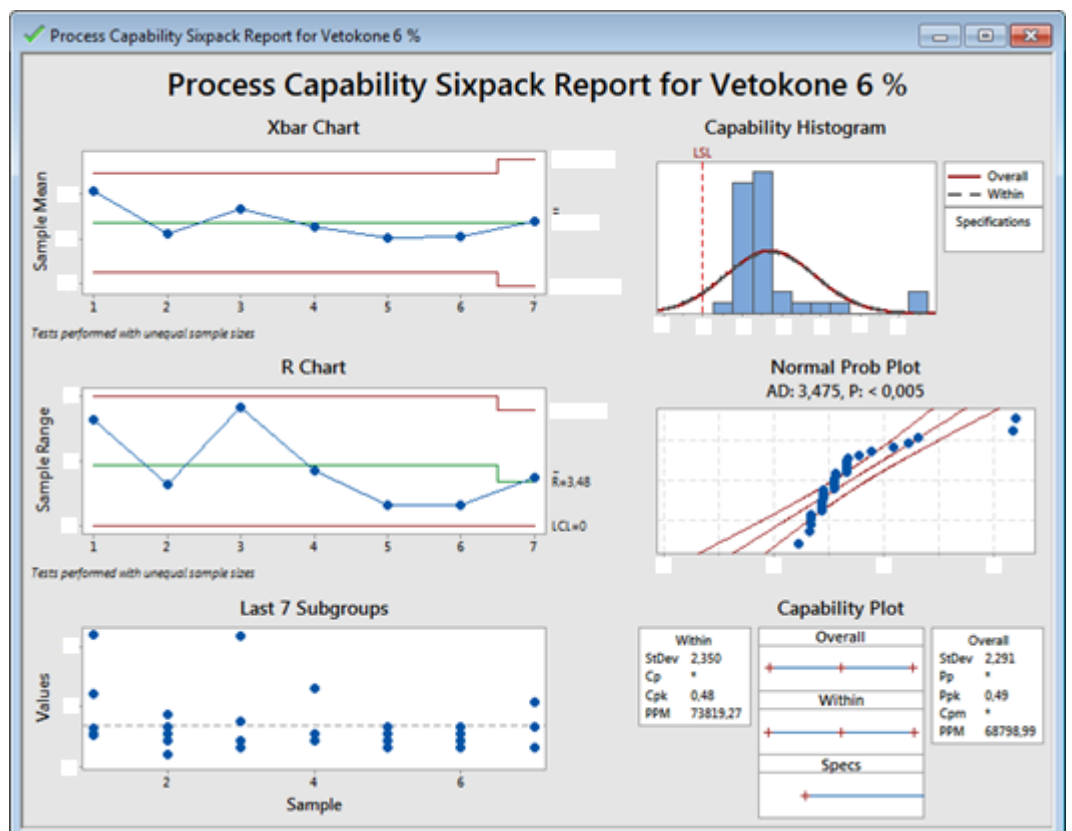 Process Capability Sixpack Report for Vetokone 6 %
Process Capability Sixpack Report for Vetokone 6 %
Xbar Chart
Sample Mean
=
1 2 3 4 5 6 7
Tests performed with unequal sample sizes
Capability Histogram
LSL
Overall
Within
Specifications
R Chart
Sample Range
R̄=3,48
LCL=0
1 2 3 4 5 6 7
Tests performed with unequal sample sizes
Normal Prob Plot
AD: 3,475, P: < 0,005
Last 7 Subgroups
Values
2 4 6
Sample
Capability Plot
Within
StDev 2,350
Cp *
Cpk 0,48
PPM 73819,27
Overall
Within
Specs
Overall
StDev 2,291
Pp *
Ppk 0,49
Cpm *
PPM 68798,99